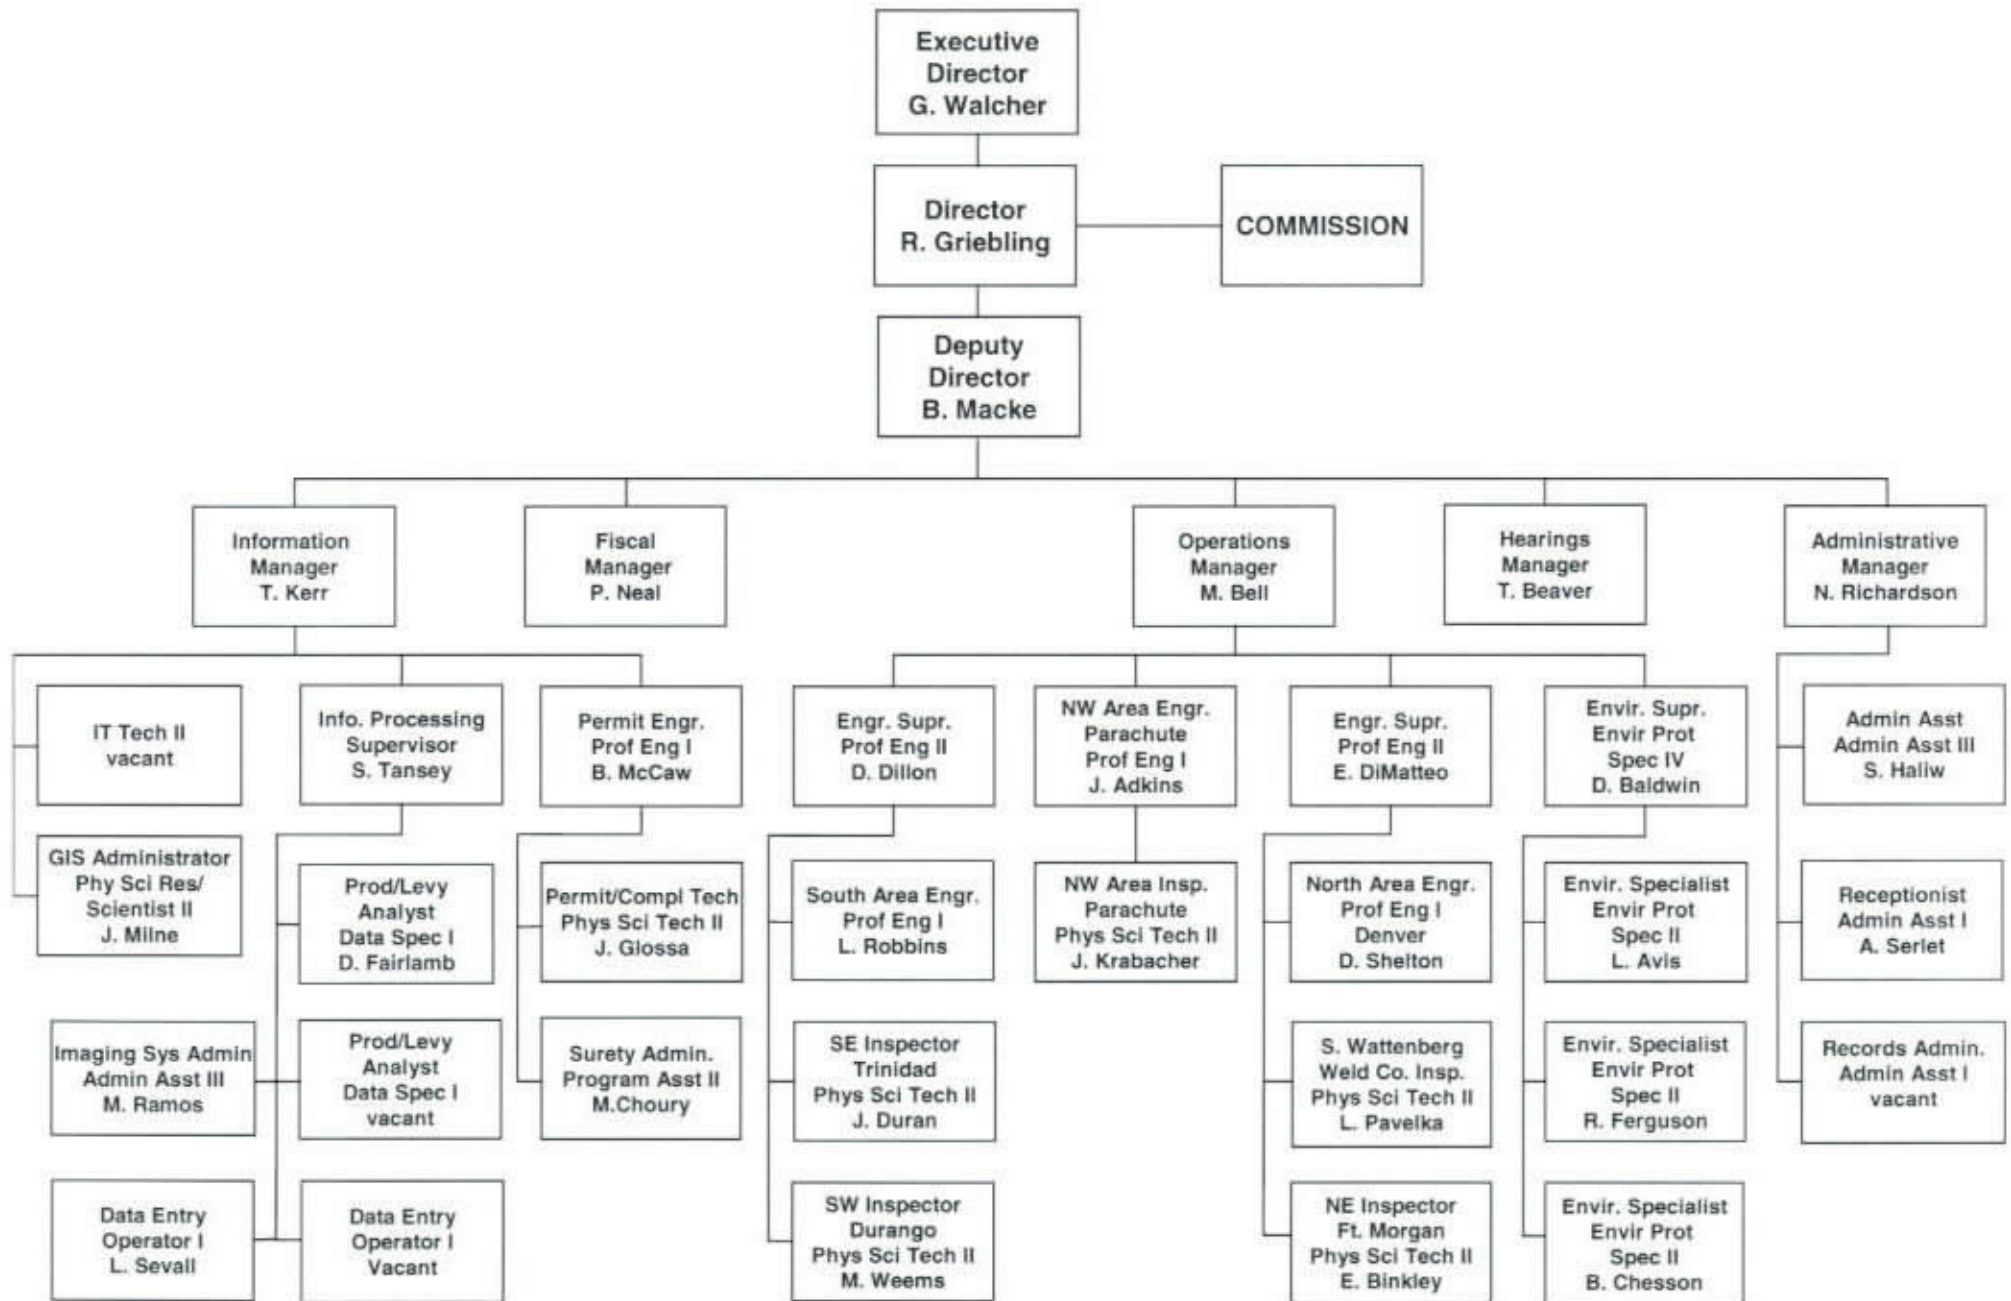 Executive
Director
G. Walcher
Director
R. Griebling
COMMISSION
Deputy
Director
B. Macke
Information
Manager
T. Kerr
Fiscal
Manager
P. Neal
Operations
Manager
M. Bell
Hearings
Manager
T. Beaver
Administrative
Manager
N. Richardson
IT Tech II
vacant
Info. Processing
Supervisor
S. Tansey
Permit Engr.
Prof Eng I
B. McCaw
Engr. Supr.
Prof Eng II
D. Dillon
NW Area Engr.
Parachute
Prof Eng I
J. Adkins
Engr. Supr.
Prof Eng II
E. DiMatteo
Envir. Supr.
Envir Prot
Spec IV
D. Baldwin
Admin Asst
Admin Asst III
S. Haliw
GIS Administrator
Phy Sci Res/
Scientist II
J. Milne
Prod/Levy
Analyst
Data Spec I
D. Fairlamb
Permit/Compl Tech
Phys Sci Tech II
J. Glossa
South Area Engr.
Prof Eng I
L. Robbins
NW Area Insp.
Parachute
Phys Sci Tech II
J. Krabacher
North Area Engr.
Prof Eng I
Denver
D. Shelton
Envir. Specialist
Envir Prot
Spec II
L. Avis
Receptionist
Admin Asst I
A. Serlet
Imaging Sys Admin
Admin Asst III
M. Ramos
Prod/Levy
Analyst
Data Spec I
vacant
Surety Admin.
Program Asst II
M.Choury
SE Inspector
Trinidad
Phys Sci Tech II
J. Duran
S. Wattenberg
Weld Co. Insp.
Phys Sci Tech II
L. Pavelka
Envir. Specialist
Envir Prot
Spec II
R. Ferguson
Records Admin.
Admin Asst I
vacant
Data Entry
Operator I
L. Sevall
Data Entry
Operator I
Vacant
SW Inspector
Durango
Phys Sci Tech II
M. Weems
NE Inspector
Ft. Morgan
Phys Sci Tech II
E. Binkley
Envir. Specialist
Envir Prot
Spec II
B. Chesson